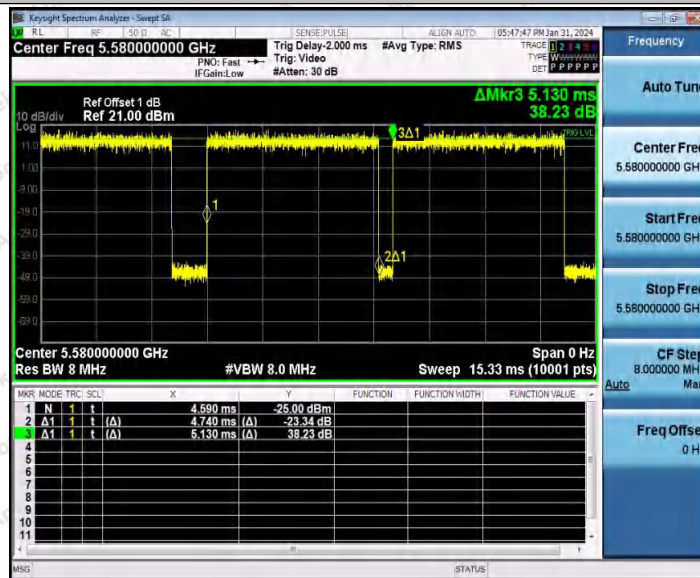 Keysight Spectrum Analyzer - Swept SA
RL RF 50 Ω AC SENSE:PULSE ALIGN AUTO 05:47:47 PM Jan 31, 2024
Center Freq 5.580000000 GHz
PNO: Fast
IFGain:Low
Trig Delay-2.000 ms
Trig: Video
#Atten: 30 dB
#Avg Type: RMS
TRACE 1 2 3 4 5 6
TYPE W
DET P P P P P P
Ref Offset 1 dB
Ref 21.00 dBm
10 dB/div
Log
ΔMkr3 5.130 ms
38.23 dB
11.0
1.00
-9.00
-19.0
-29.0
-39.0
-49.0
-59.0
-69.0
3Δ1
TRIG LVL
1
2Δ1
Center 5.580000000 GHz Span 0 Hz
Res BW 8 MHz #VBW 8.0 MHz Sweep 15.33 ms (10001 pts)
MKR MODE TRC SCL X Y FUNCTION FUNCTION WIDTH FUNCTION VALUE
1 N 1 t 4.590 ms -25.00 dBm
2 Δ1 1 t (Δ) 4.740 ms (Δ) -23.34 dB
3 Δ1 1 t (Δ) 5.130 ms (Δ) 38.23 dB
4
5
6
7
8
9
10
11
MSG STATUS
Frequency
Auto Tune
Center Freq
5.580000000 GHz
Start Freq
5.580000000 GHz
Stop Freq
5.580000000 GHz
CF Step
8.000000 MHz
Auto Man
Freq Offset
0 Hz